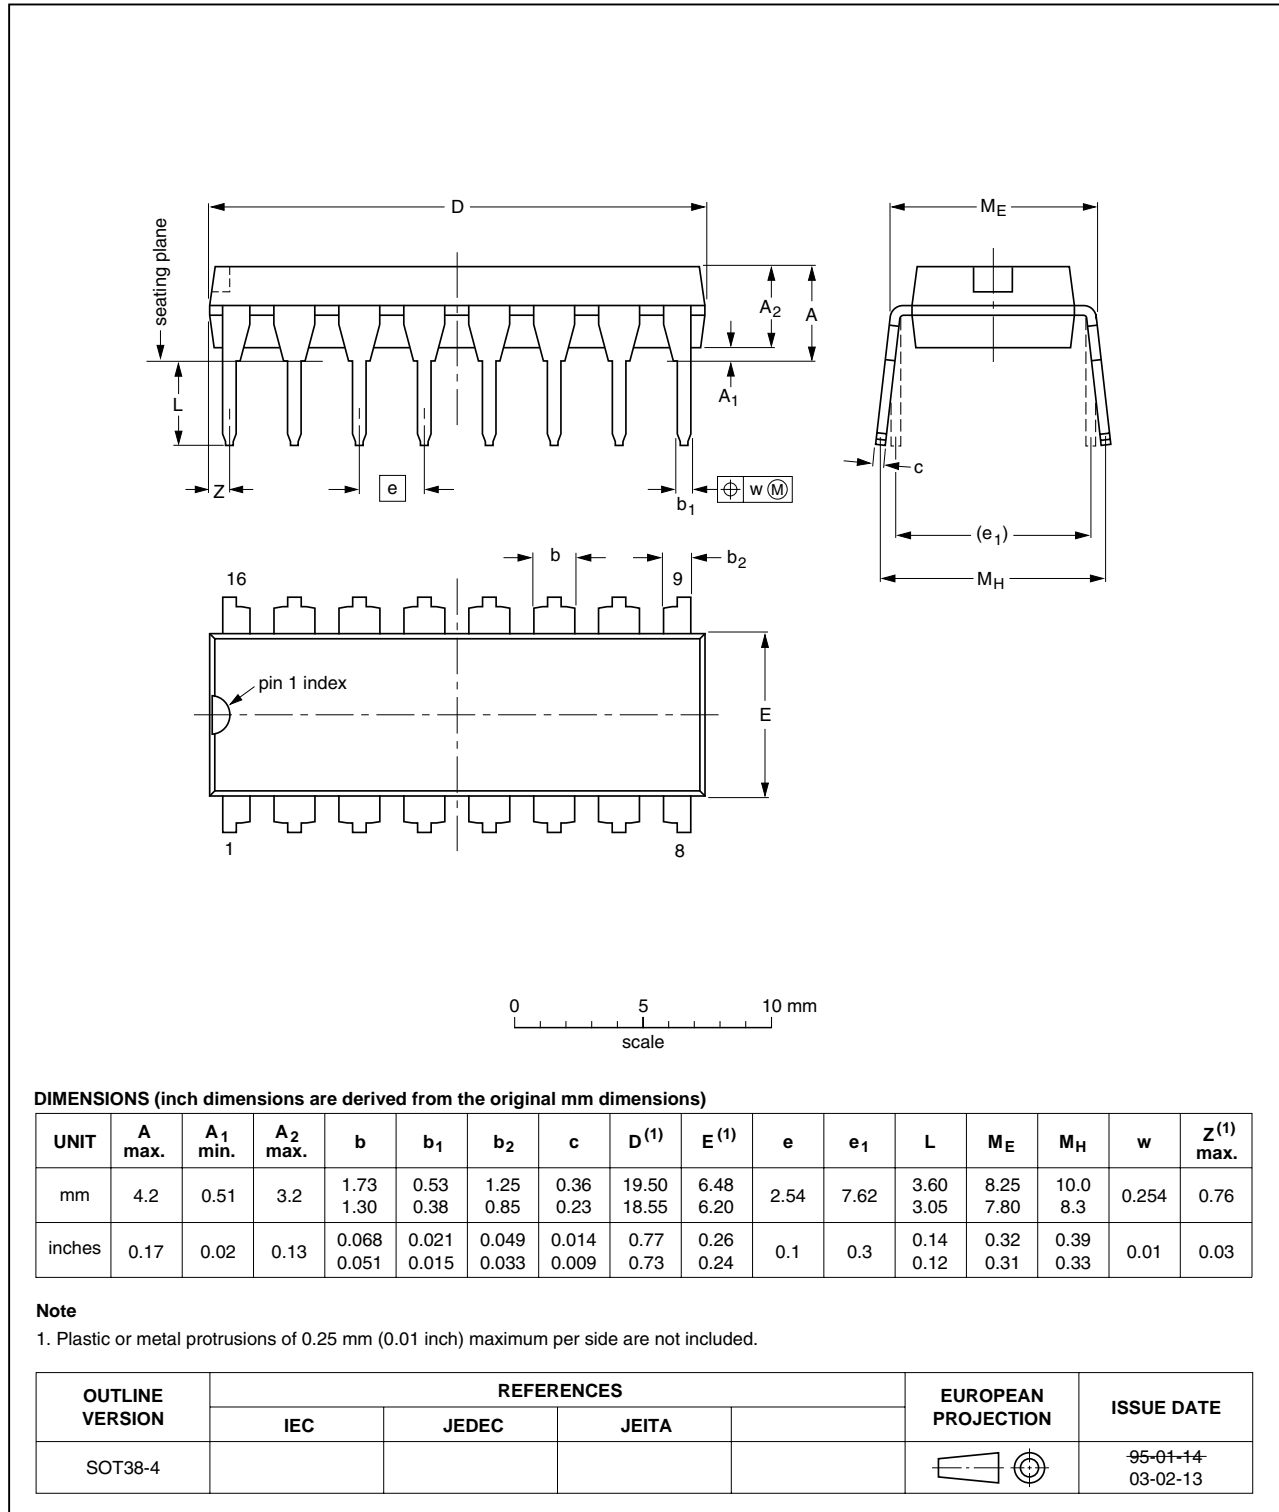 D
M_E
seating plane
A_2
A
A_1
L
c
Z
e
b_1
w M
(e_1)
M_H
b
b_2
16
9
pin 1 index
E
1
8
0 5 10 mm
scale
DIMENSIONS (inch dimensions are derived from the original mm dimensions)
UNIT A max. A1 min. A2 max. b b1 b2 c D(1) E(1) e e1 L ME MH w Z(1) max.
mm 4.2 0.51 3.2 1.73 1.30 0.53 0.38 1.25 0.85 0.36 0.23 19.50 18.55 6.48 6.20 2.54 7.62 3.60 3.05 8.25 7.80 10.0 8.3 0.254 0.76
inches 0.17 0.02 0.13 0.068 0.051 0.021 0.015 0.049 0.033 0.014 0.009 0.77 0.73 0.26 0.24 0.1 0.3 0.14 0.12 0.32 0.31 0.39 0.33 0.01 0.03
Note
1. Plastic or metal protrusions of 0.25 mm (0.01 inch) maximum per side are not included.
OUTLINE VERSION REFERENCES EUROPEAN PROJECTION ISSUE DATE
IEC JEDEC JEITA
SOT38-4 95-01-14
03-02-13